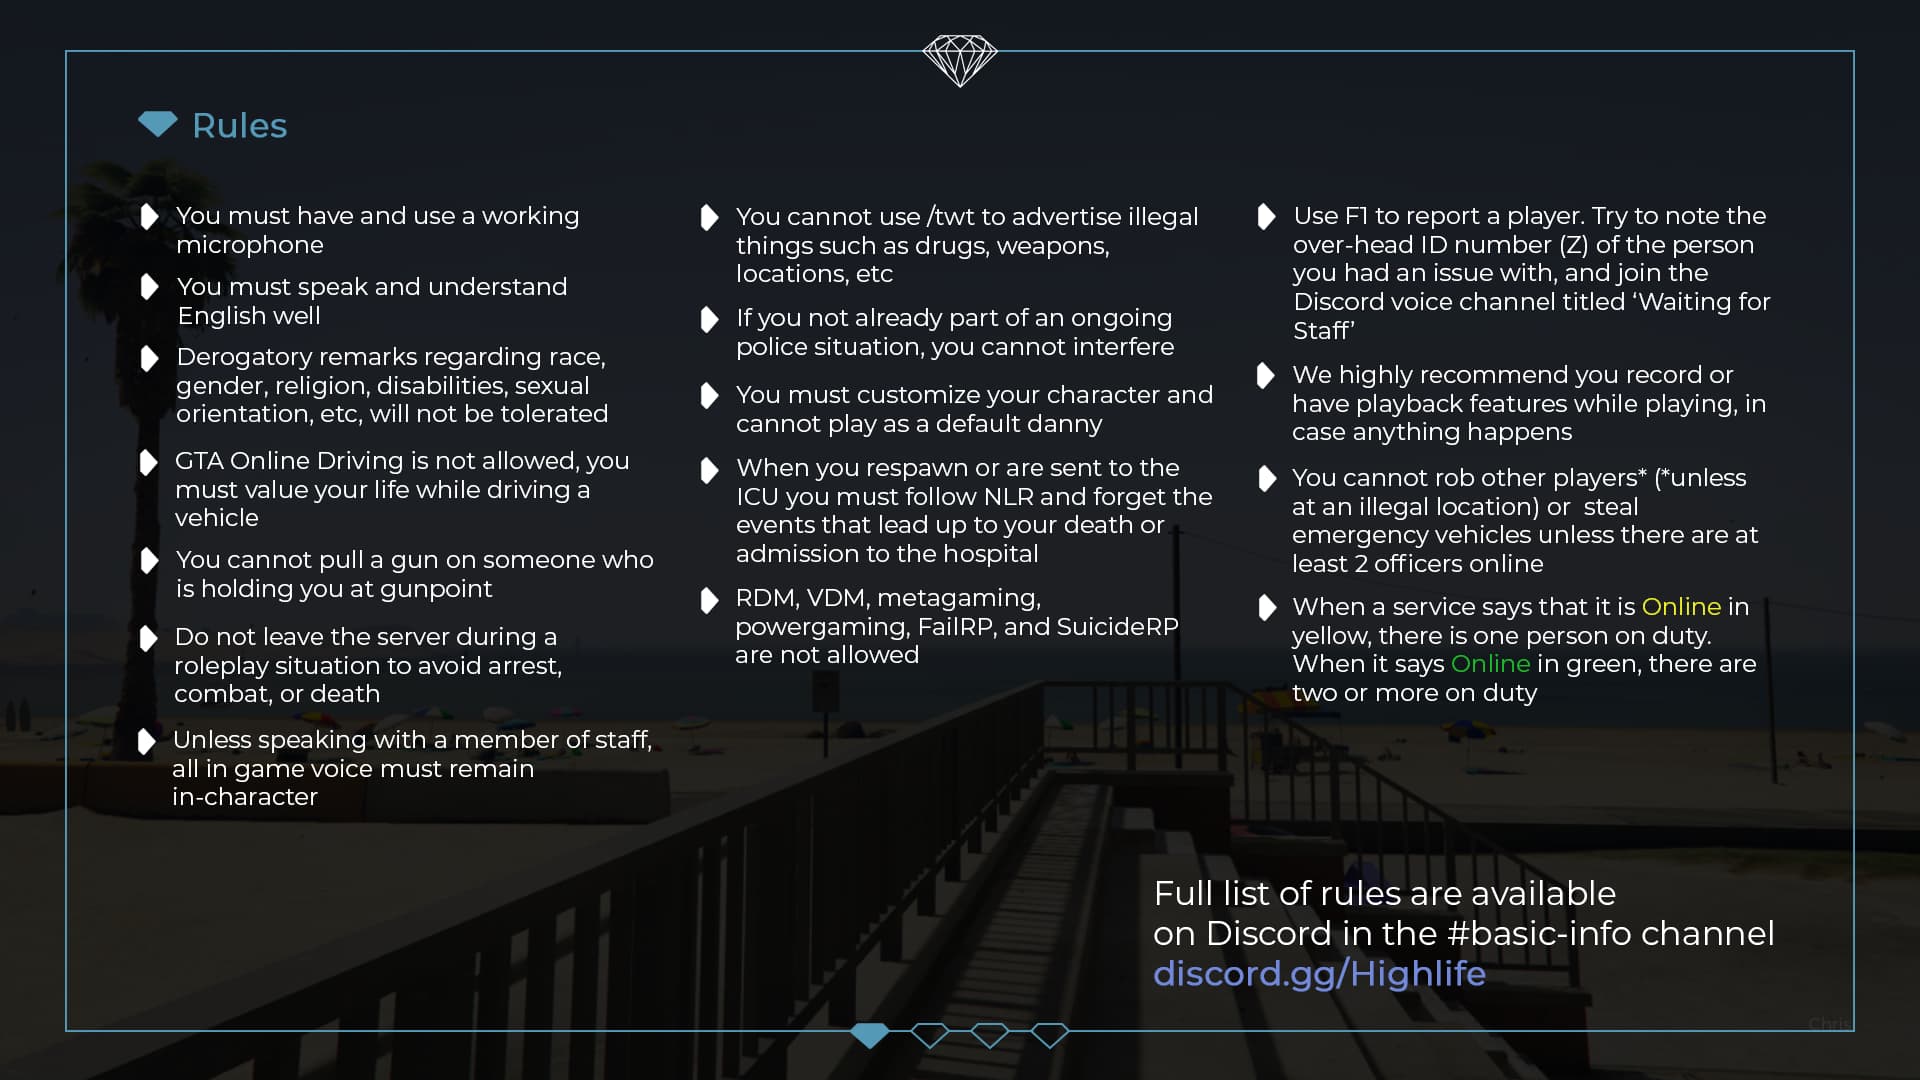 Rules
You must have and use a working
microphone
You must speak and understand
English well
Derogatory remarks regarding race,
gender, religion, disabilities, sexual
orientation, etc, will not be tolerated
GTA Online Driving is not allowed, you
must value your life while driving a
vehicle
You cannot pull a gun on someone who
is holding you at gunpoint
Do not leave the server during a
roleplay situation to avoid arrest,
combat, or death
Unless speaking with a member of staff,
all in game voice must remain
in-character
You cannot use /twt to advertise illegal
things such as drugs, weapons,
locations, etc
If you not already part of an ongoing
police situation, you cannot interfere
You must customize your character and
cannot play as a default danny
When you respawn or are sent to the
ICU you must follow NLR and forget the
events that lead up to your death or
admission to the hospital
RDM, VDM, metagaming,
powergaming, FailRP, and SuicideRP
are not allowed
Use F1 to report a player. Try to note the
over-head ID number (Z) of the person
you had an issue with, and join the
Discord voice channel titled ‘Waiting for
Staff’
We highly recommend you record or
have playback features while playing, in
case anything happens
You cannot rob other players* (*unless
at an illegal location) or  steal
emergency vehicles unless there are at
least 2 officers online
When a service says that it is Online in
yellow, there is one person on duty.
When it says Online in green, there are
two or more on duty
Full list of rules are available
on Discord in the #basic-info channel
discord.gg/Highlife
Chris